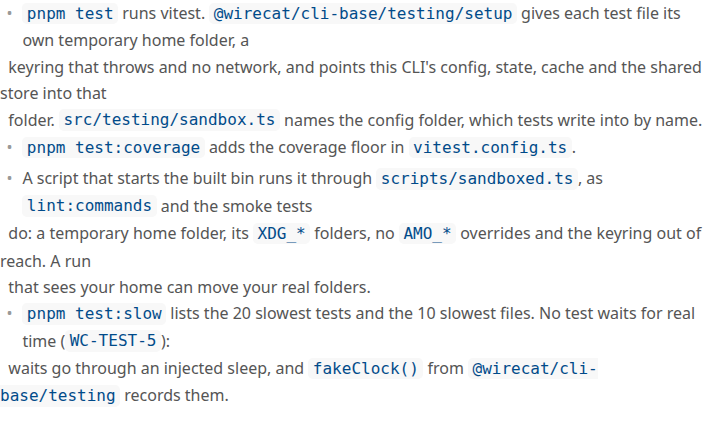 • pnpm test runs vitest. @wirecat/cli-base/testing/setup gives each test file its
own temporary home folder, a
keyring that throws and no network, and points this CLI's config, state, cache and the shared
store into that
folder. src/testing/sandbox.ts names the config folder, which tests write into by name.
• pnpm test:coverage adds the coverage floor in vitest.config.ts.
• A script that starts the built bin runs it through scripts/sandboxed.ts, as
lint:commands and the smoke tests
do: a temporary home folder, its XDG_* folders, no AMO_* overrides and the keyring out of
reach. A run
that sees your home can move your real folders.
• pnpm test:slow lists the 20 slowest tests and the 10 slowest files. No test waits for real
time (WC-TEST-5):
waits go through an injected sleep, and fakeClock() from @wirecat/cli-
base/testing records them.